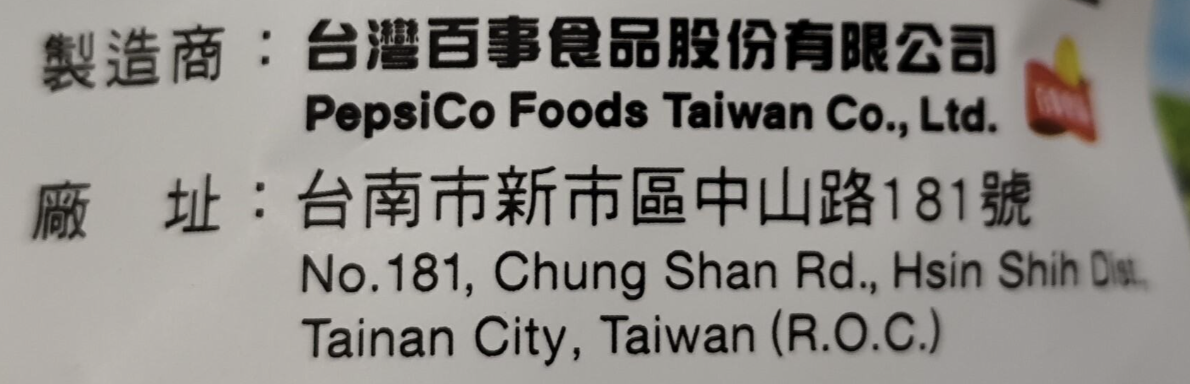 製造商：台灣百事食品股份有限公司
PepsiCo Foods Taiwan Co., Ltd.
廠　址：台南市新市區中山路181號
No.181, Chung Shan Rd., Hsin Shih Dist.,
Tainan City, Taiwan (R.O.C.)